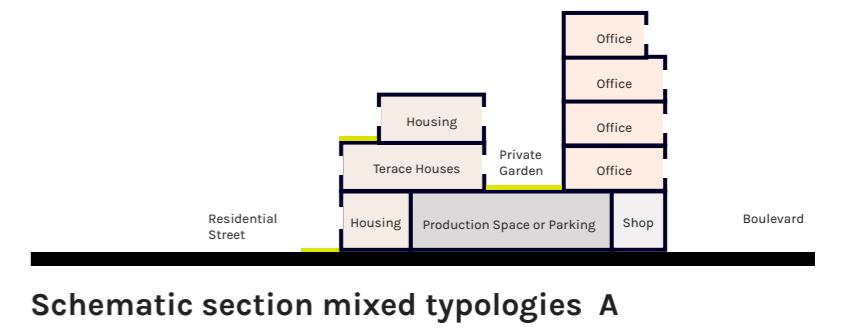 Office
Office
Housing
Office
Private
Garden
Terace Houses
Office
Residential
Street
Housing
Production Space or Parking
Shop
Boulevard
Schematic section mixed typologies A